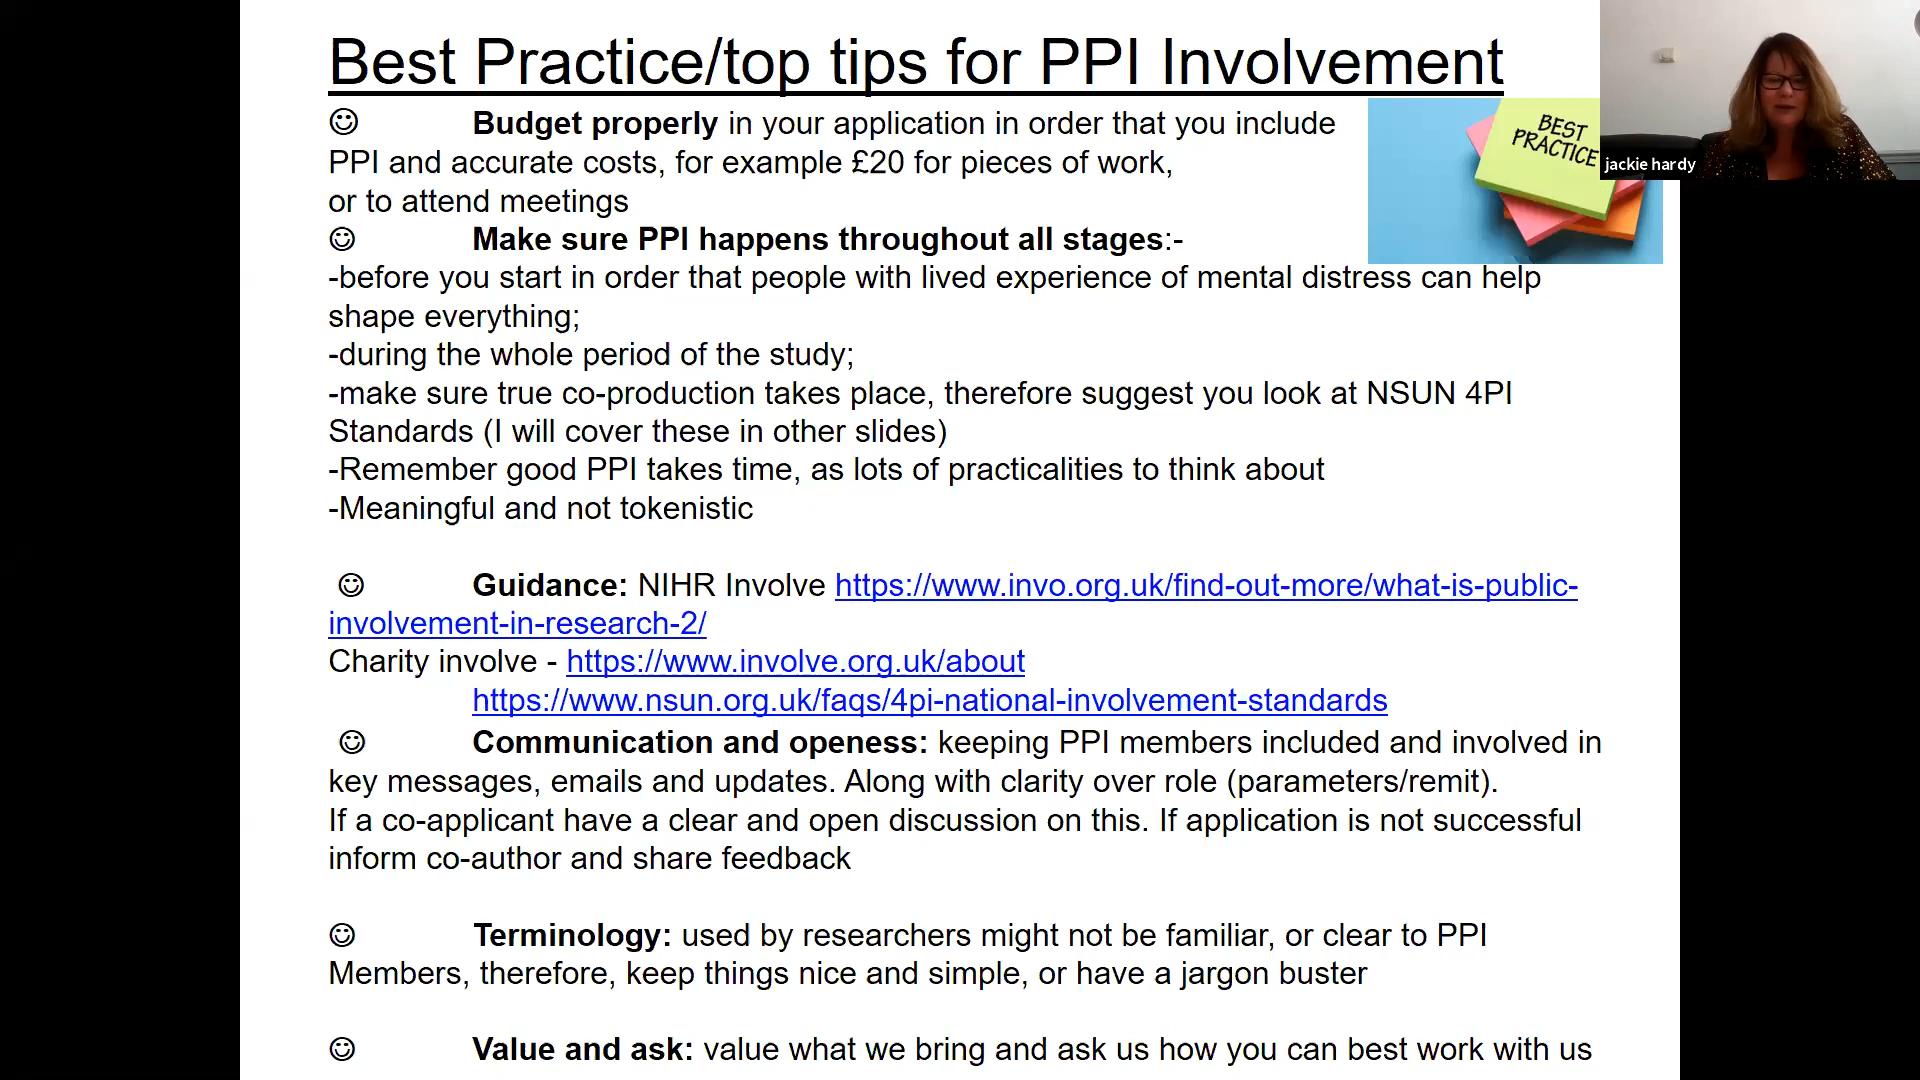 Best Practice/top tips for PPI Involvement
☺ Budget properly in your application in order that you include
PPI and accurate costs, for example £20 for pieces of work,
or to attend meetings
☺ Make sure PPI happens throughout all stages:-
-before you start in order that people with lived experience of mental distress can help
shape everything;
-during the whole period of the study;
-make sure true co-production takes place, therefore suggest you look at NSUN 4PI
Standards (I will cover these in other slides)
-Remember good PPI takes time, as lots of practicalities to think about
-Meaningful and not tokenistic
☺ Guidance: NIHR Involve https://www.invo.org.uk/find-out-more/what-is-public-
involvement-in-research-2/
Charity involve - https://www.involve.org.uk/about
https://www.nsun.org.uk/faqs/4pi-national-involvement-standards
☺ Communication and openess: keeping PPI members included and involved in
key messages, emails and updates. Along with clarity over role (parameters/remit).
If a co-applicant have a clear and open discussion on this. If application is not successful
inform co-author and share feedback
☺ Terminology: used by researchers might not be familiar, or clear to PPI
Members, therefore, keep things nice and simple, or have a jargon buster
☺ Value and ask: value what we bring and ask us how you can best work with us
BEST
PRACTICE
jackie hardy